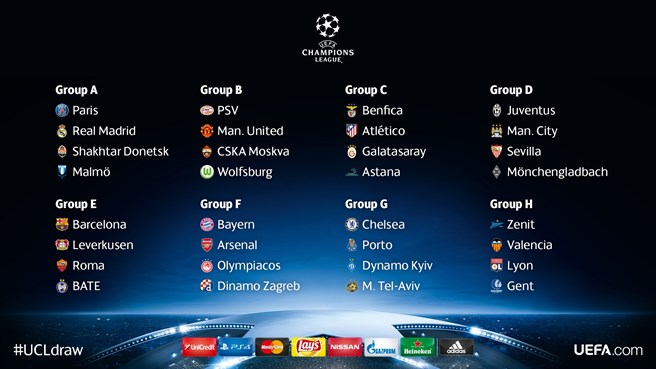 UEFA
CHAMPIONS
LEAGUE
Group A
Paris
Real Madrid
Shakhtar Donetsk
Malmö
Group B
PSV
Man. United
CSKA Moskva
Wolfsburg
Group C
Benfica
Atlético
Galatasaray
Astana
Group D
Juventus
Man. City
Sevilla
Mönchengladbach
Group E
Barcelona
Leverkusen
Roma
BATE
Group F
Bayern
Arsenal
Olympiacos
Dinamo Zagreb
Group G
Chelsea
Porto
Dynamo Kyiv
M. Tel-Aviv
Group H
Zenit
Valencia
Lyon
Gent
#UCLdraw
UniCredit
PS4
MasterCard
Lay's
NISSAN
GAZPROM
Heineken
adidas
UEFA.com